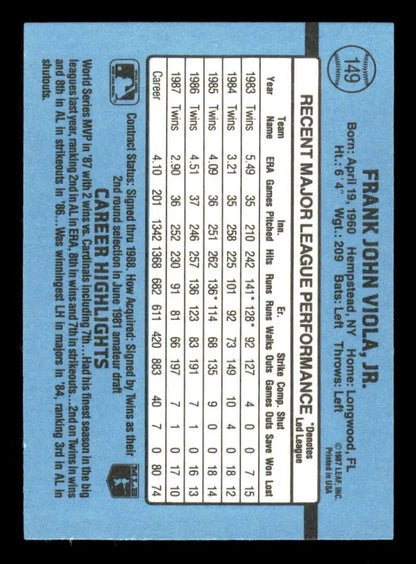 149
FRANK JOHN VIOLA, JR.
Born: April 19, 1960 Hempstead, NY Home: Longwood, FL
Ht.: 6'4" Wgt.: 209 Bats: Left Throws: Left
© 1987 LEAF, INC.
Printed in USA
RECENT MAJOR LEAGUE PERFORMANCE *Denotes Led League
Team Inn. Er. Strike Comp. Shut
Year Name ERA Games Pitched Hits Runs Runs Walks Outs Games Outs Save Won Lost
1983 Twins 5.49 35 210 242 141* 128* 92 127 4 0 0 7 15
1984 Twins 3.21 35 258 225 101 92 73 149 10 4 0 18 12
1985 Twins 4.09 36 251 262 136* 114 68 135 9 0 0 18 14
1986 Twins 4.51 37 246 257 136 123 83 191 7 1 0 16 13
1987 Twins 2.90 36 252 230 91 81 66 197 7 1 0 17 10
Career 4.10 201 1342 1368 682 611 420 883 40 7 0 80 74
Contract Status: Signed thru 1988. How Acquired: Signed by Twins as their
2nd round selection in June 1981 amateur draft
CAREER HIGHLIGHTS
World Series MVP in '87 with 2 wins vs. Cardinals including 7th...Had his finest season in the big
leagues last year, ranking 2nd in AL in ERA, 8th in wins and 7th in strikeouts...2nd on Twins in wins
and 8th in AL in strikeouts in '86...Was winningest LH in majors in '84, ranking 3rd in AL in
shutouts.